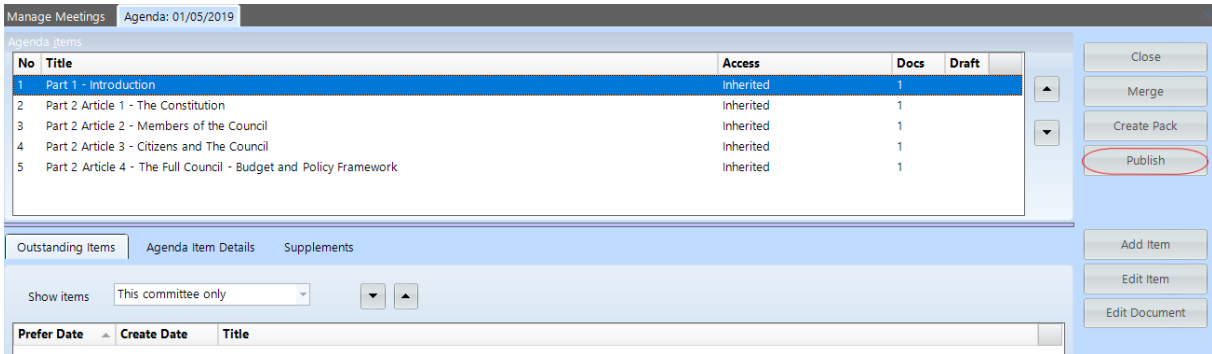 Manage Meetings Agenda: 01/05/2019
Agenda items
No Title Access Docs Draft
1 Part 1 - Introduction Inherited 1
2 Part 2 Article 1 - The Constitution Inherited 1
3 Part 2 Article 2 - Members of the Council Inherited 1
4 Part 2 Article 3 - Citizens and The Council Inherited 1
5 Part 2 Article 4 - The Full Council - Budget and Policy Framework Inherited 1
Close
Merge
Create Pack
Publish
Outstanding Items Agenda Item Details Supplements
Show items This committee only
Prefer Date Create Date Title
Add Item
Edit Item
Edit Document